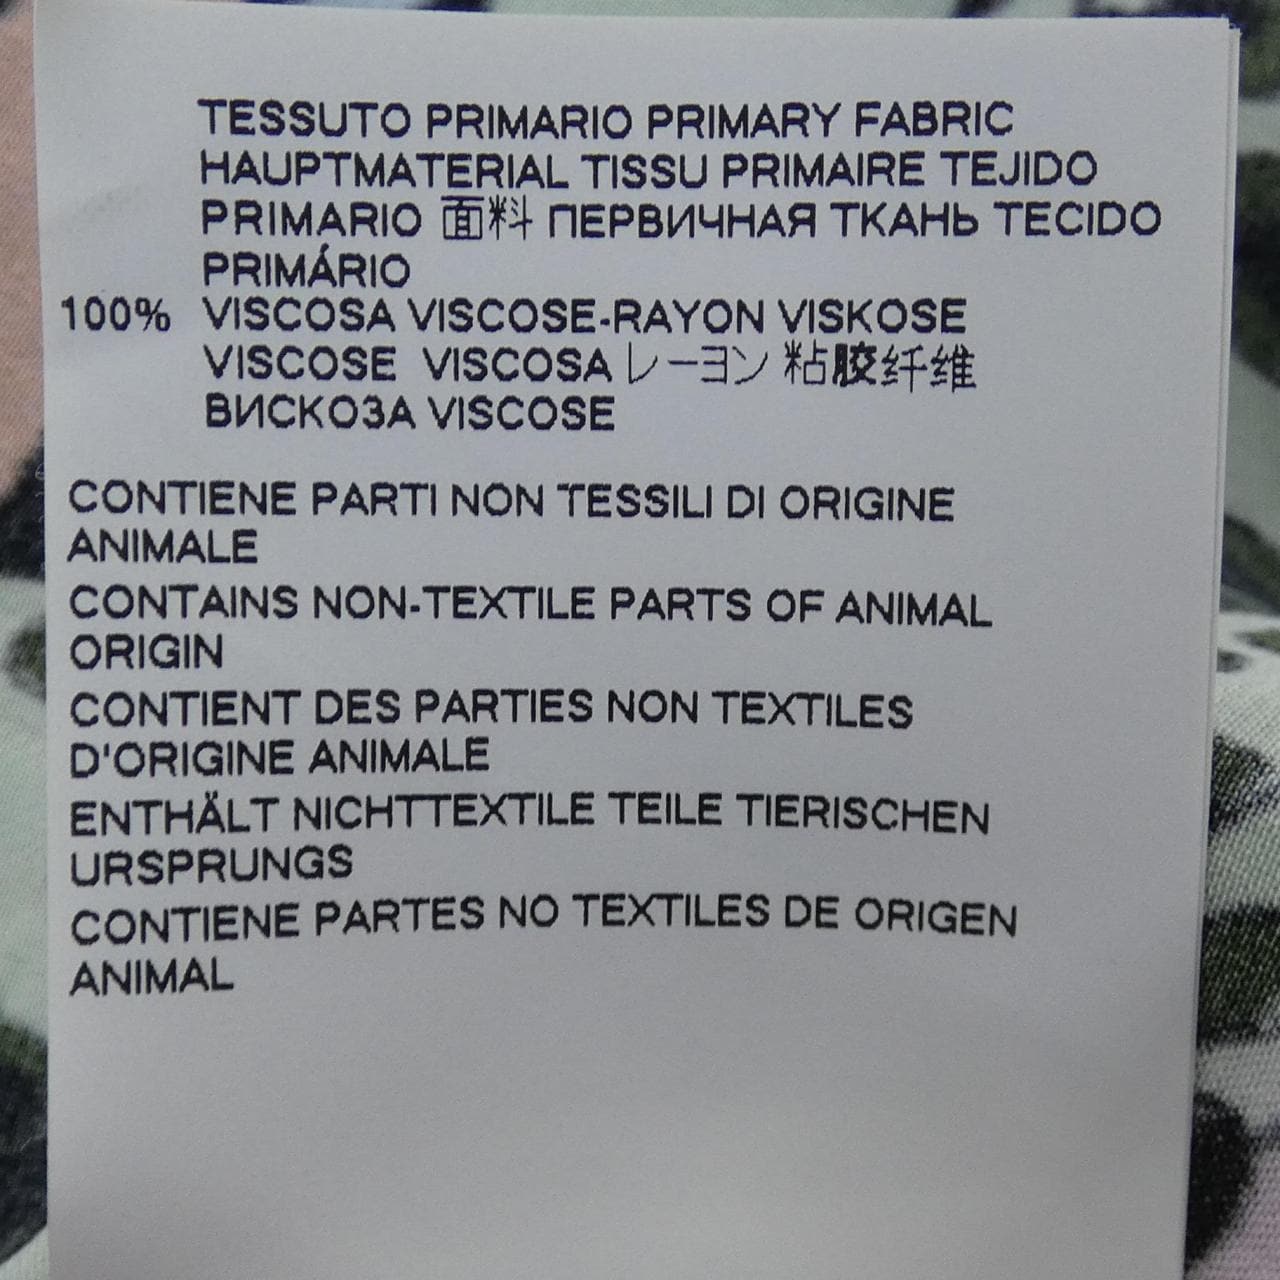 TESSUTO PRIMARIO PRIMARY FABRIC
HAUPTMATERIAL TISSU PRIMAIRE TEJIDO
PRIMARIO 面料 ПЕРВИЧНАЯ ТКАНЬ TECIDO
PRIMÁRIO
100% VISCOSA VISCOSE-RAYON VISKOSE
VISCOSE VISCOSA レーヨン 粘胶纤维
ВИСКОЗА VISCOSE
CONTIENE PARTI NON TESSILI DI ORIGINE
ANIMALE
CONTAINS NON-TEXTILE PARTS OF ANIMAL
ORIGIN
CONTIENT DES PARTIES NON TEXTILES
D'ORIGINE ANIMALE
ENTHÄLT NICHTTEXTILE TEILE TIERISCHEN
URSPRUNGS
CONTIENE PARTES NO TEXTILES DE ORIGEN
ANIMAL